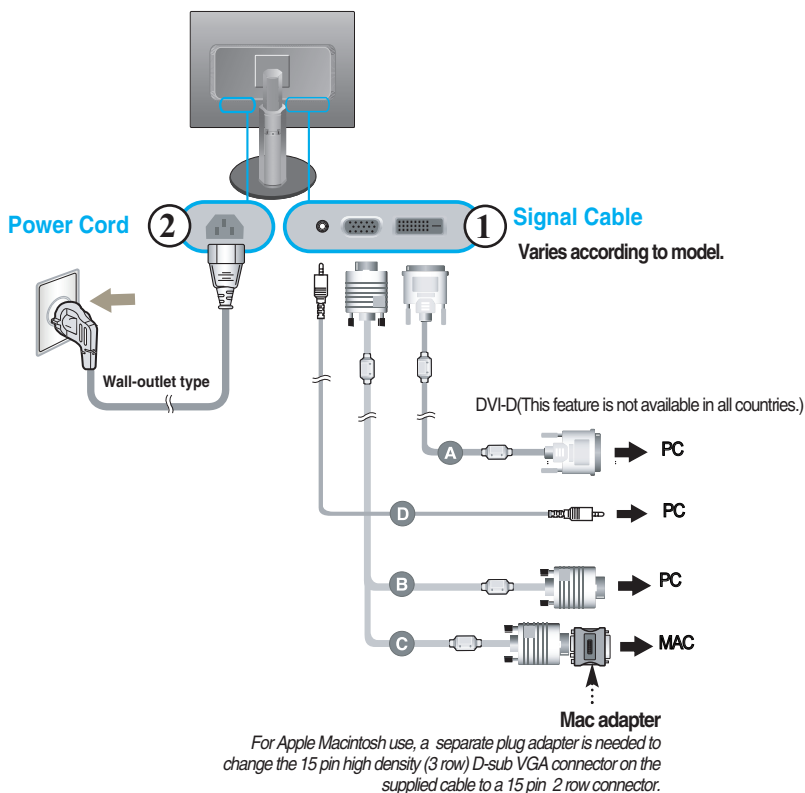 Power Cord
2
1
Signal Cable
Varies according to model.
Wall-outlet type
DVI-D(This feature is not available in all countries.)
A
PC
D
PC
B
PC
C
MAC
Mac adapter
For Apple Macintosh use, a separate plug adapter is needed to
change the 15 pin high density (3 row) D-sub VGA connector on the
supplied cable to a 15 pin 2 row connector.